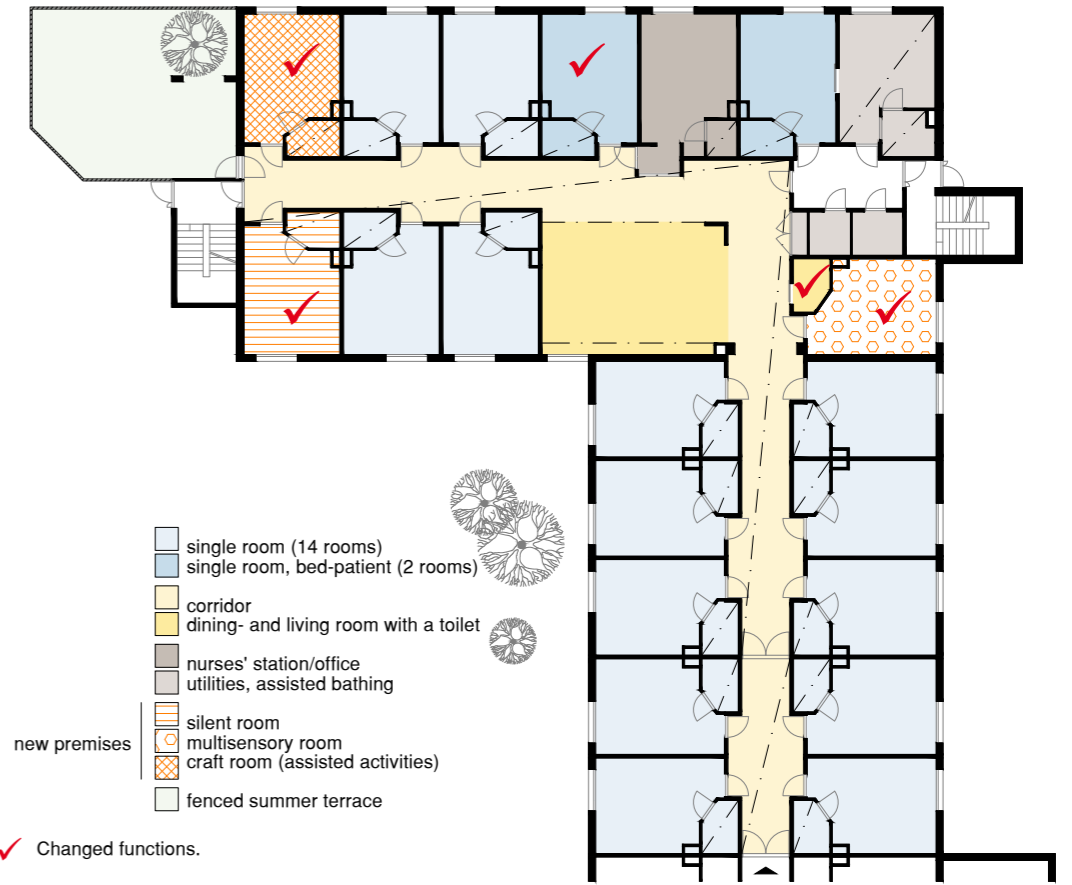 single room (14 rooms)
single room, bed-patient (2 rooms)
corridor
dining- and living room with a toilet
nurses' station/office
utilities, assisted bathing
new premises
silent room
multisensory room
craft room (assisted activities)
fenced summer terrace
Changed functions.